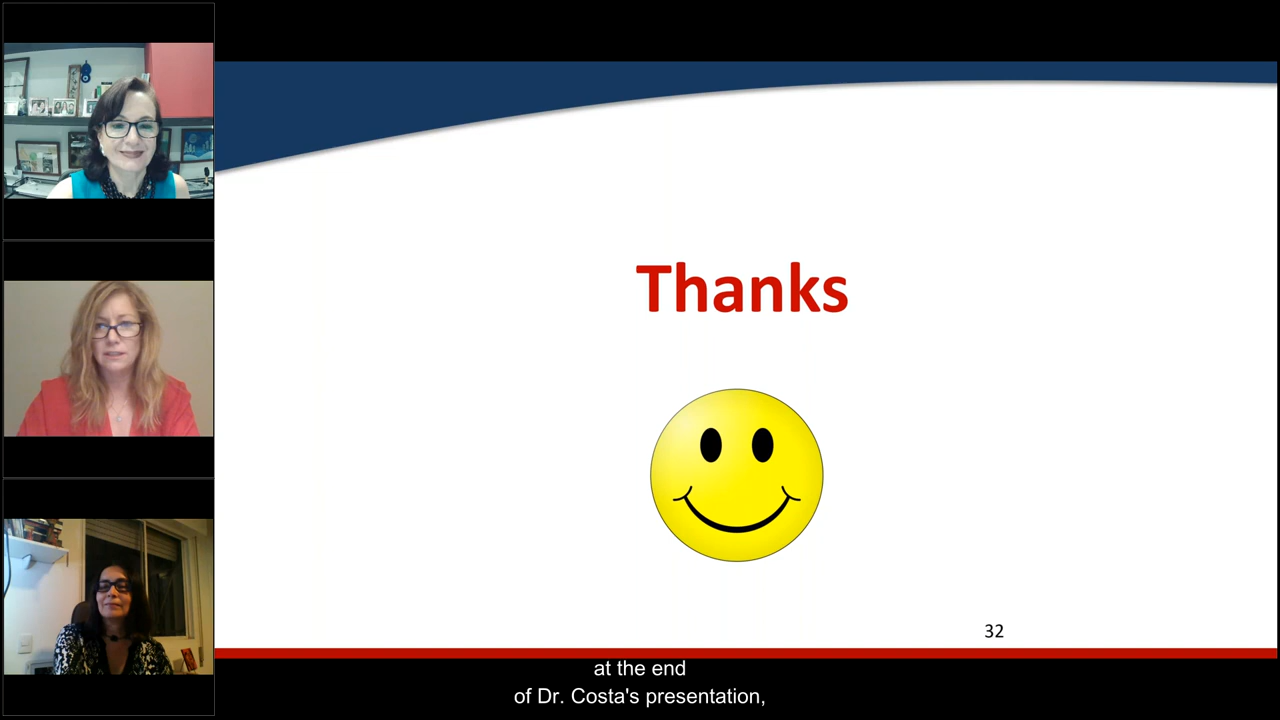 Thanks
32
at the end
of Dr. Costa's presentation,